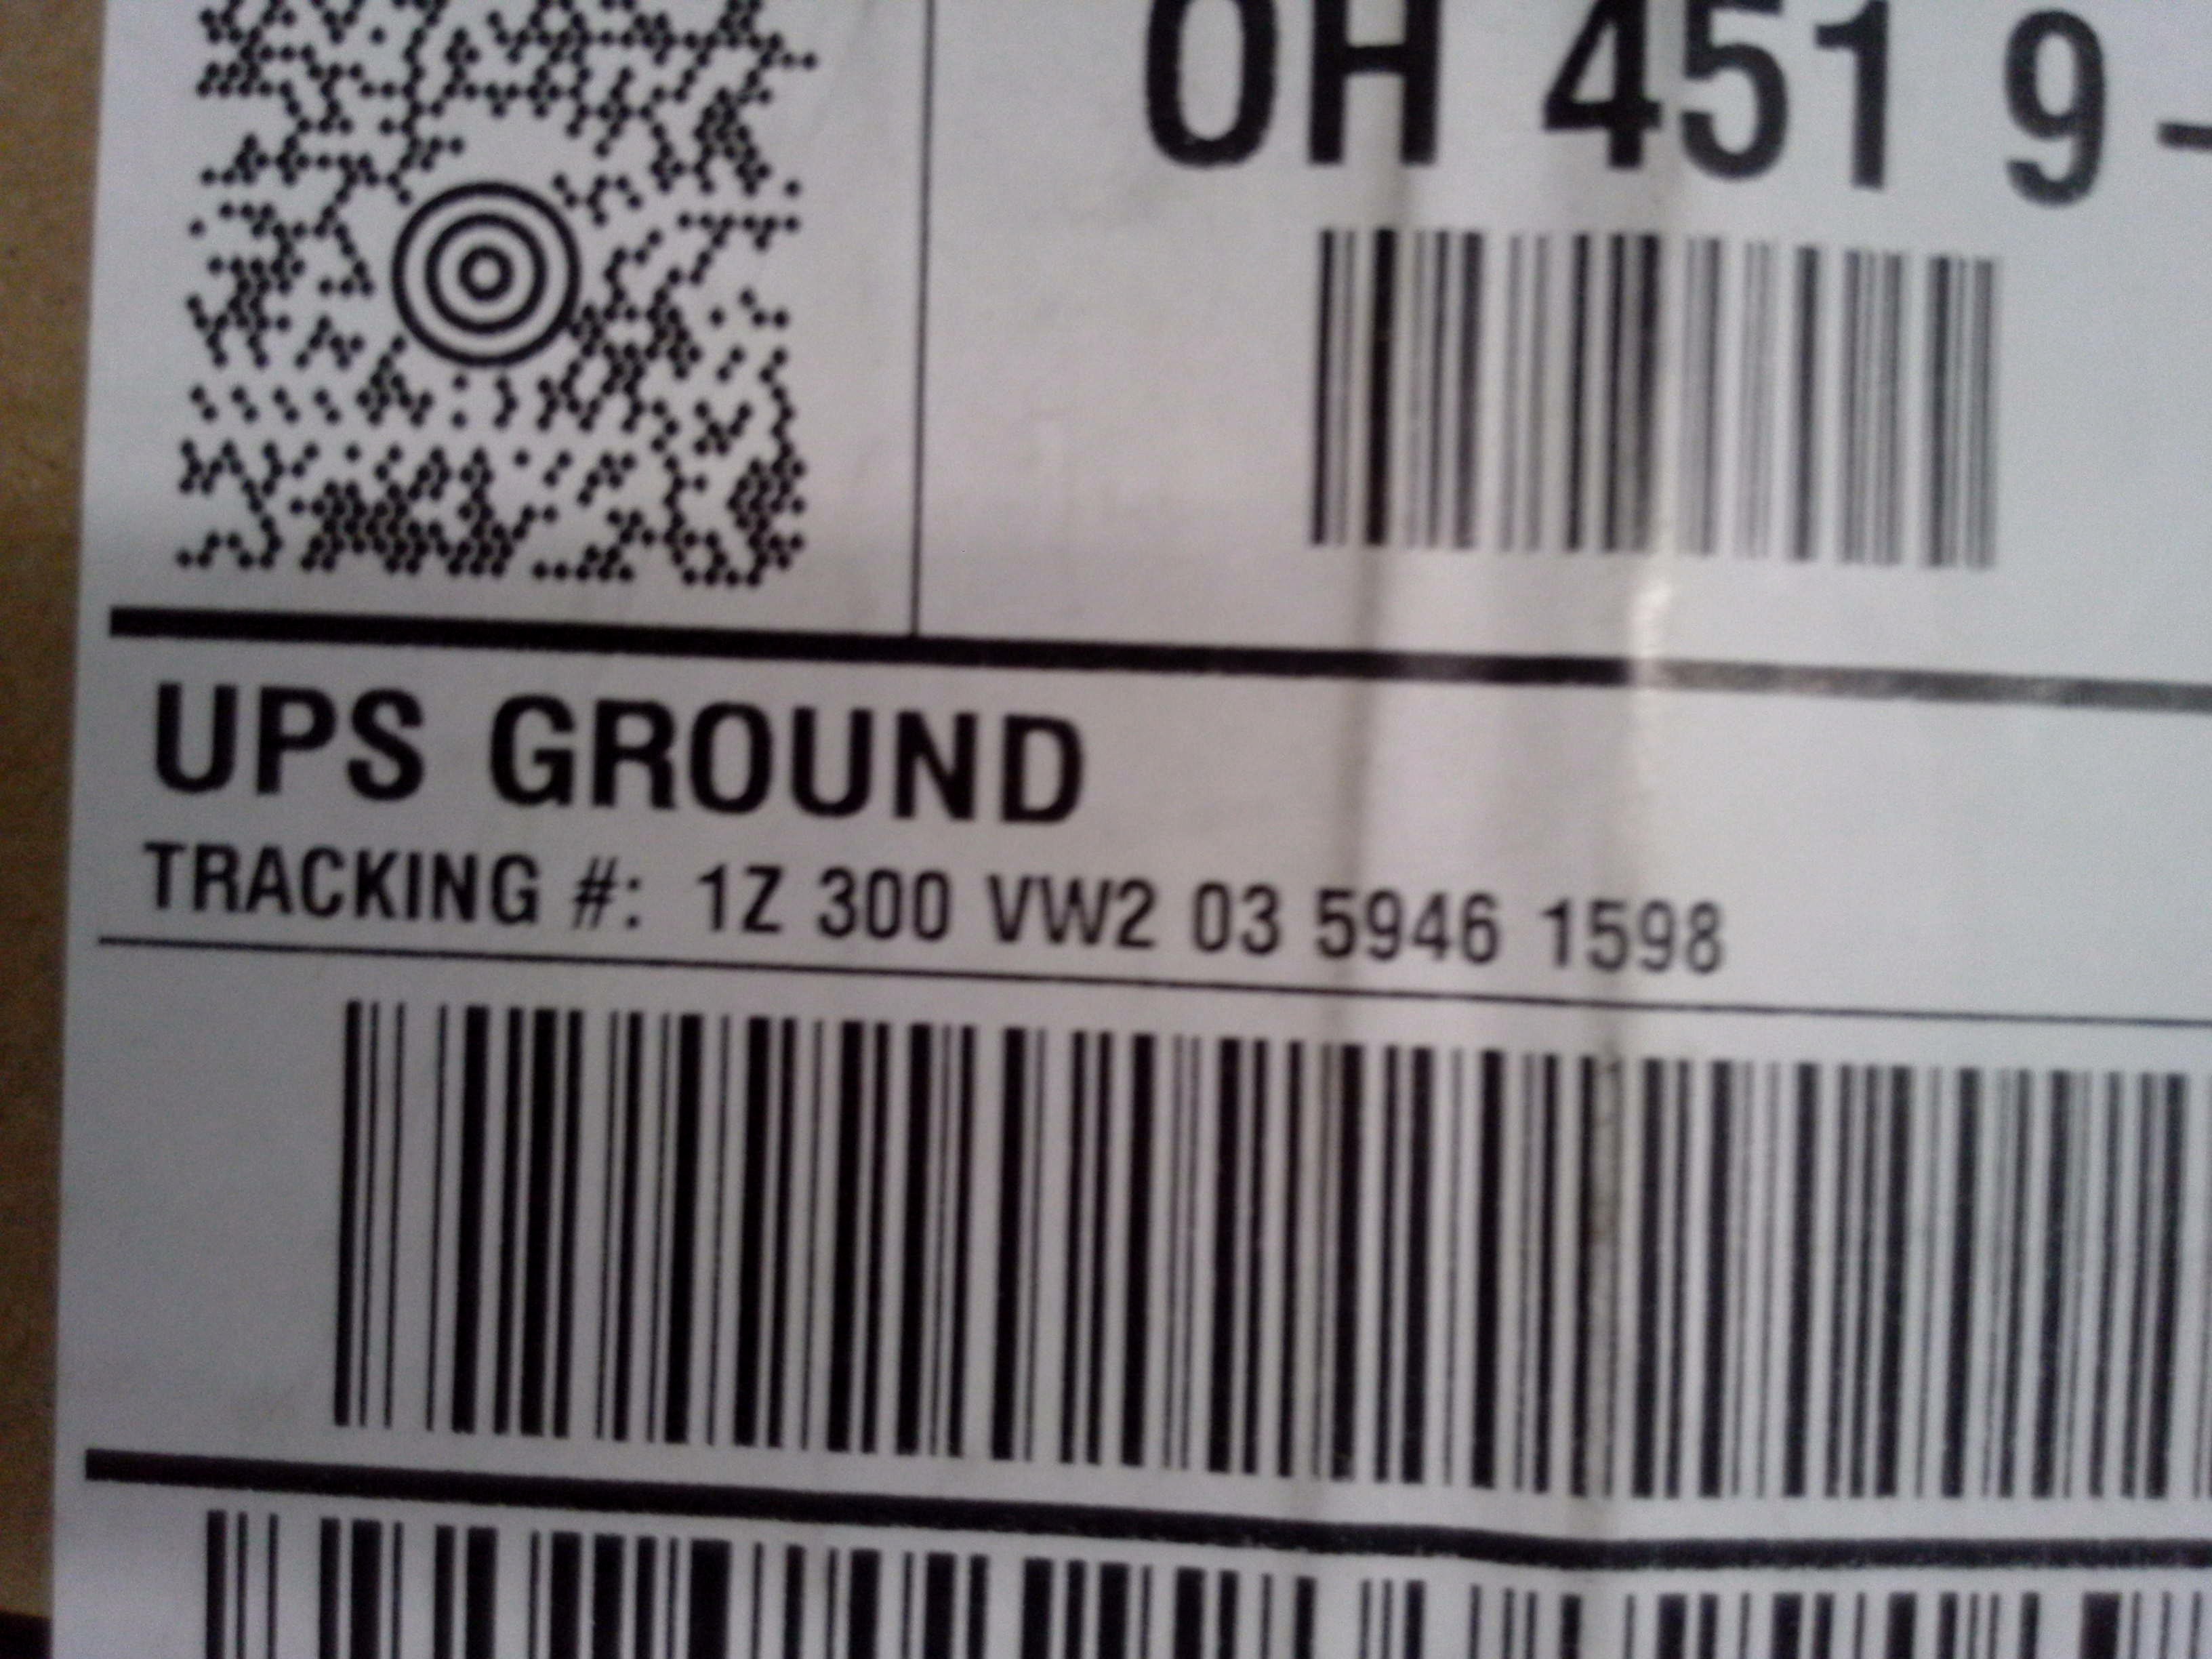 OH 451 9-
UPS GROUND
TRACKING #: 1Z 300 VW2 03 5946 1598